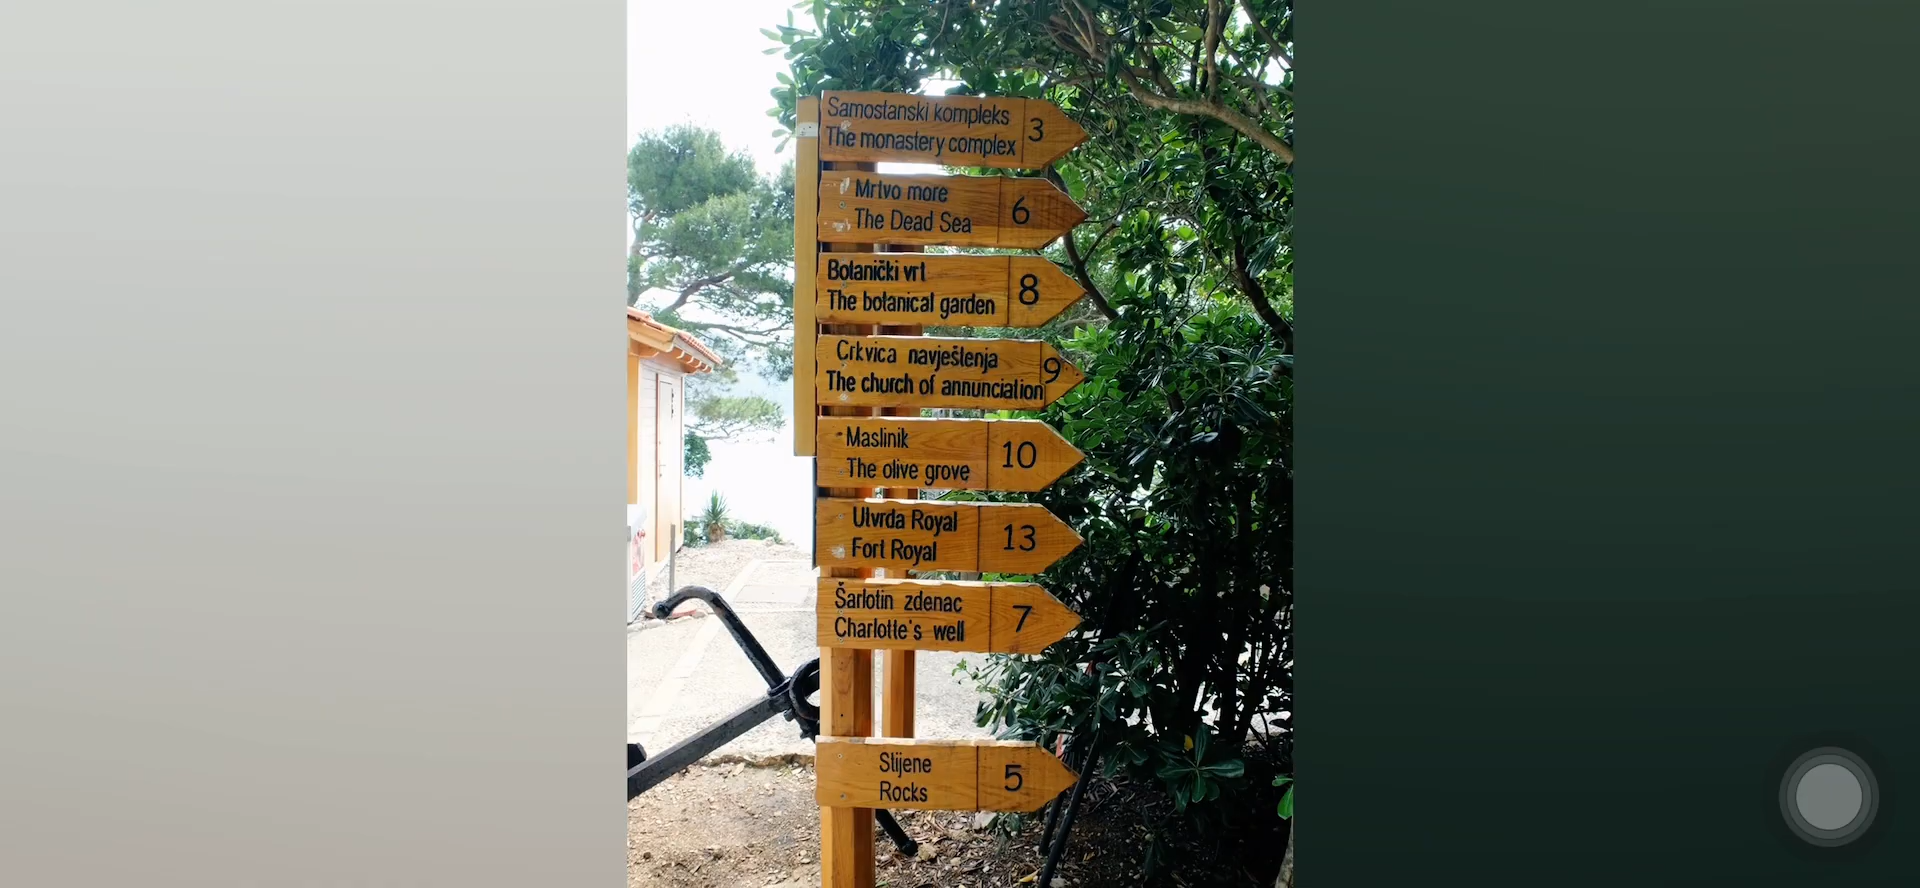 Samostanski kompleks
The monastery complex
3
Mrtvo more
The Dead Sea
6
Botanički vrt
The botanical garden
8
Crkvica navještenja
The church of annunciation
9
Maslinik
The olive grove
10
Utvrda Royal
Fort Royal
13
Šarlotin zdenac
Charlotte's well
7
Stijene
Rocks
5